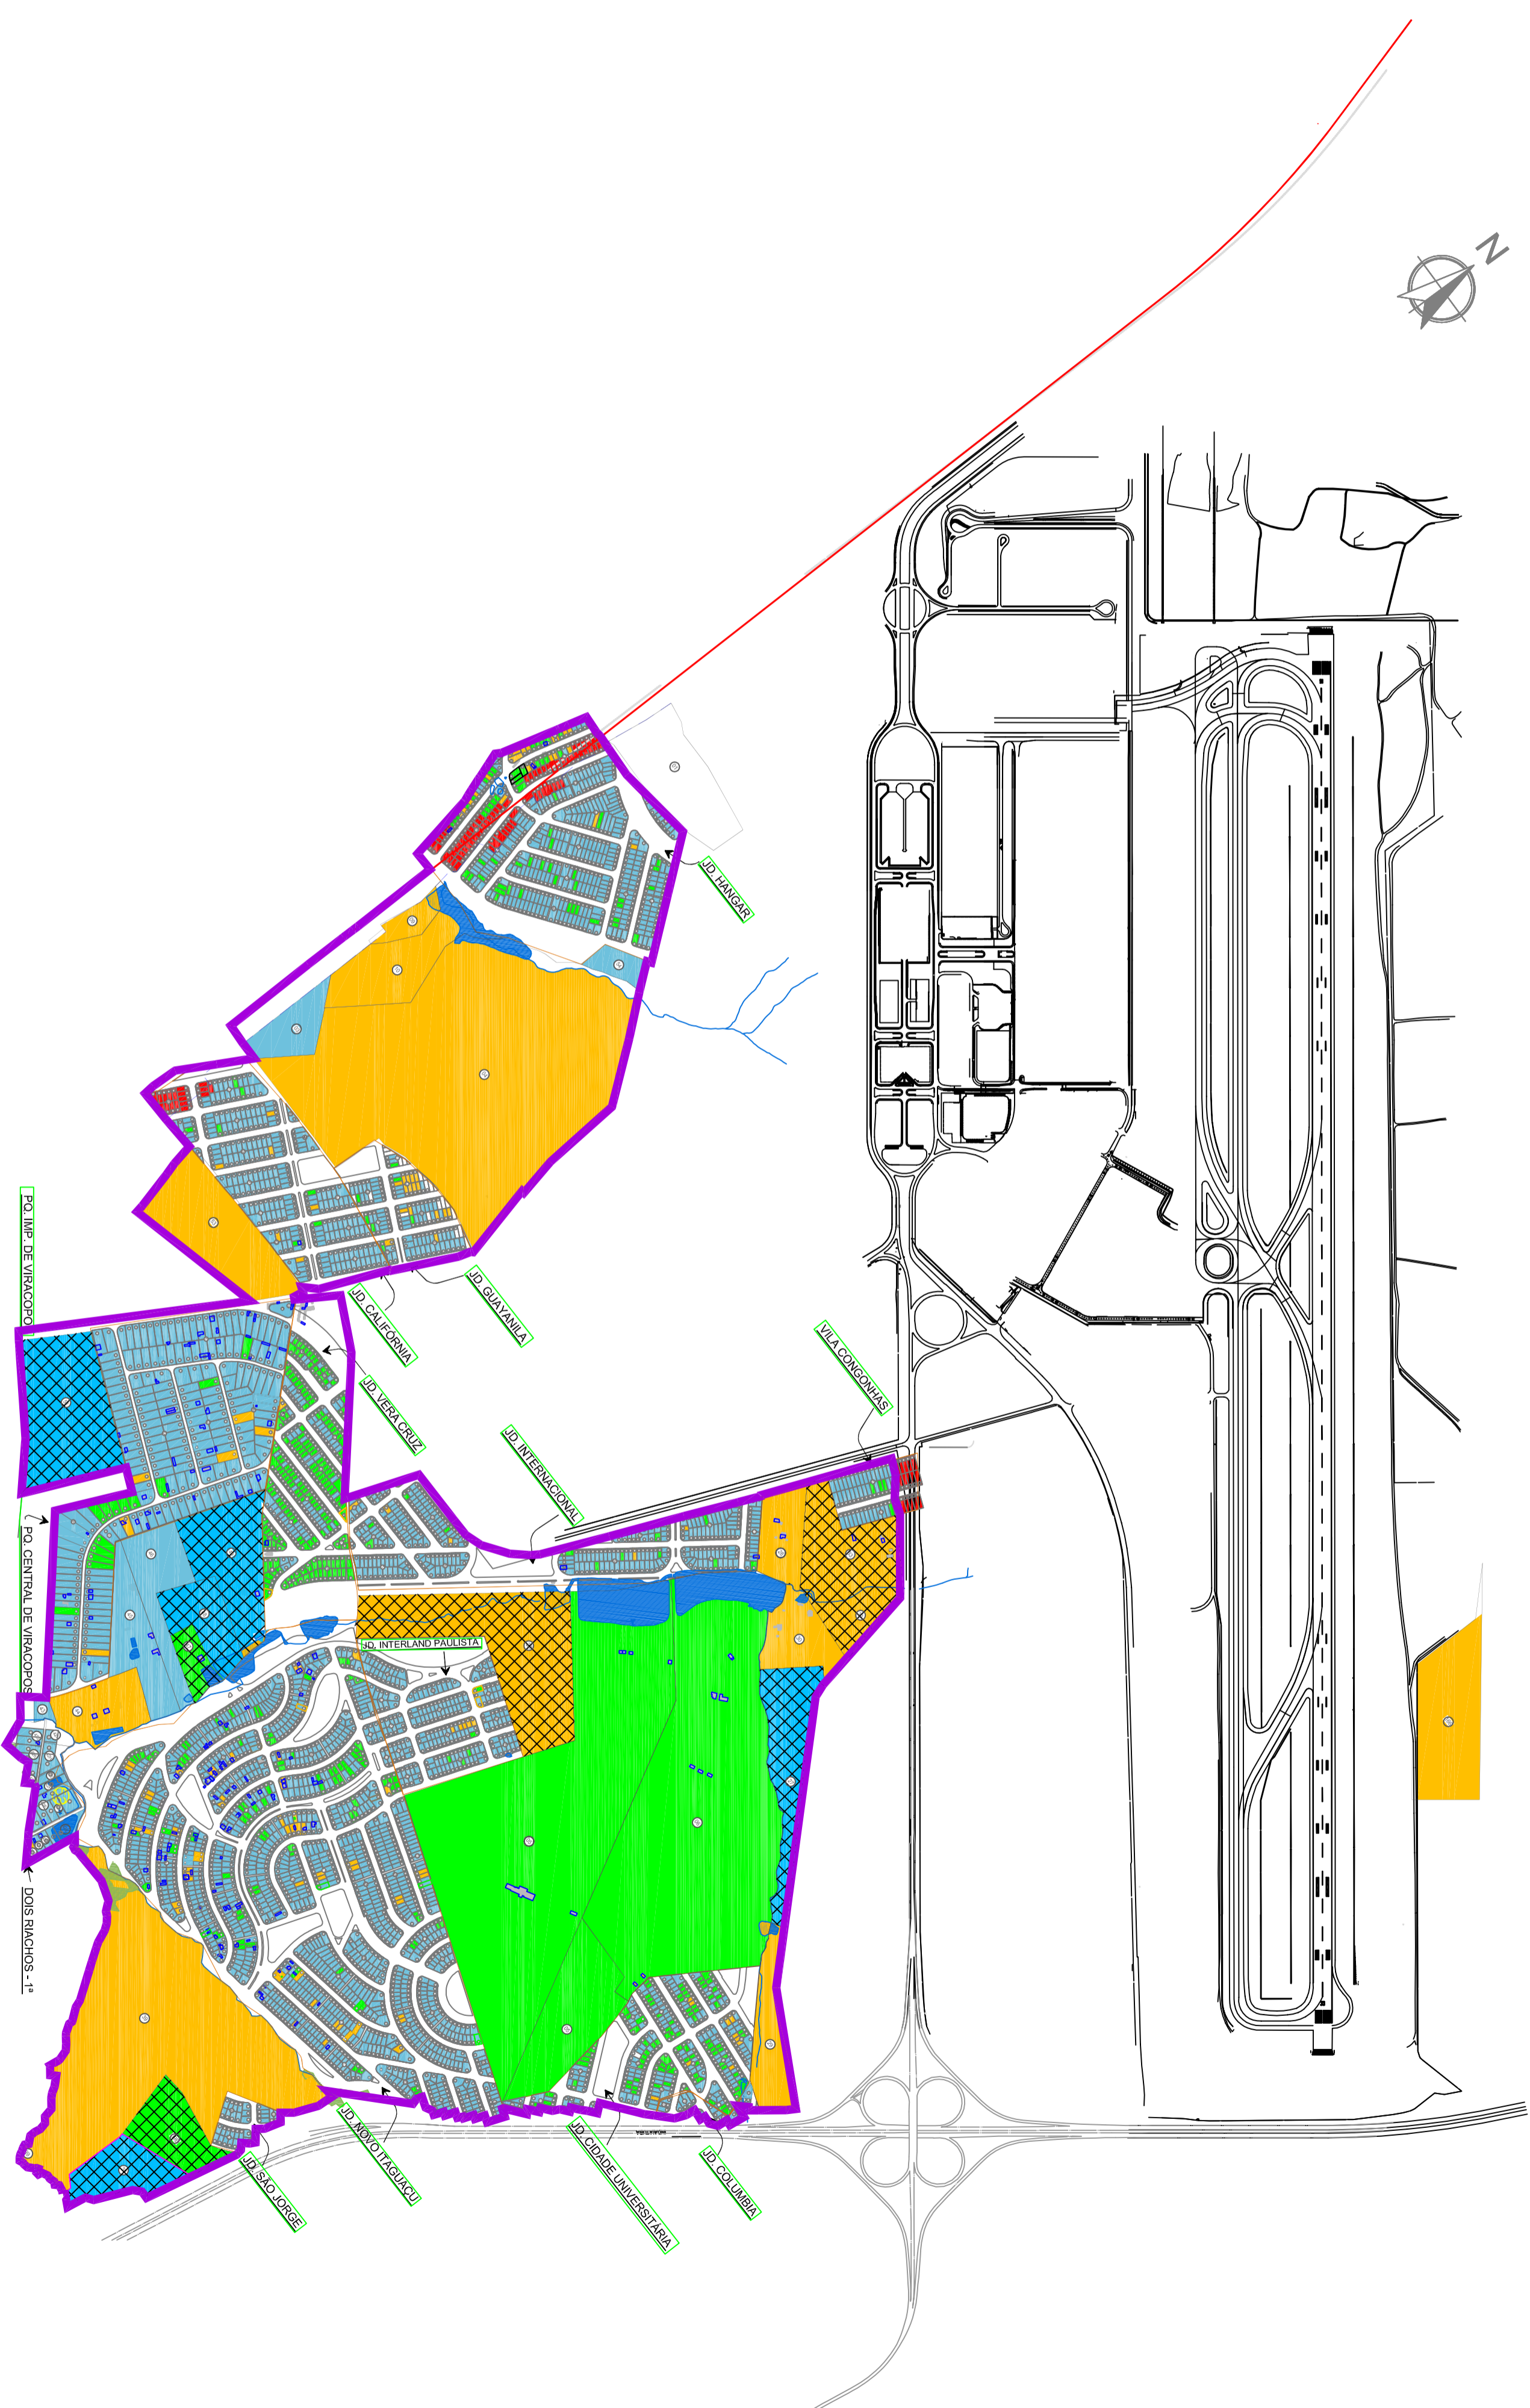 N
JD. HANGAR
PQ. IMP. DE VIRACOPO
JD. GUAYANILA
JD. CALIFÓRNIA
VILA CONGONHAS
JD. VERA CRUZ
JD. INTERNACIONAL
PQ. CENTRAL DE VIRACOPOS
JD. INTERLAND PAULISTA
DOIS RIACHOS - 1ª
JD. NOVO ITAGUAÇU
JD. CIDADE UNIVERSITÁRIA
JD. COLUMBIA
JD. SÃO JORGE